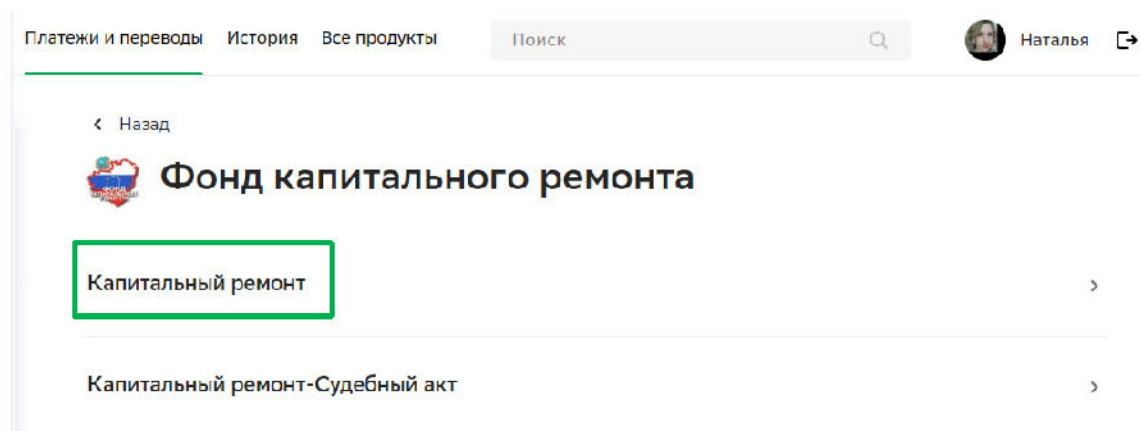 Платежи и переводы История Все продукты Поиск Наталья
Назад
Фонд капитального ремонта
Капитальный ремонт
Капитальный ремонт-Судебный акт